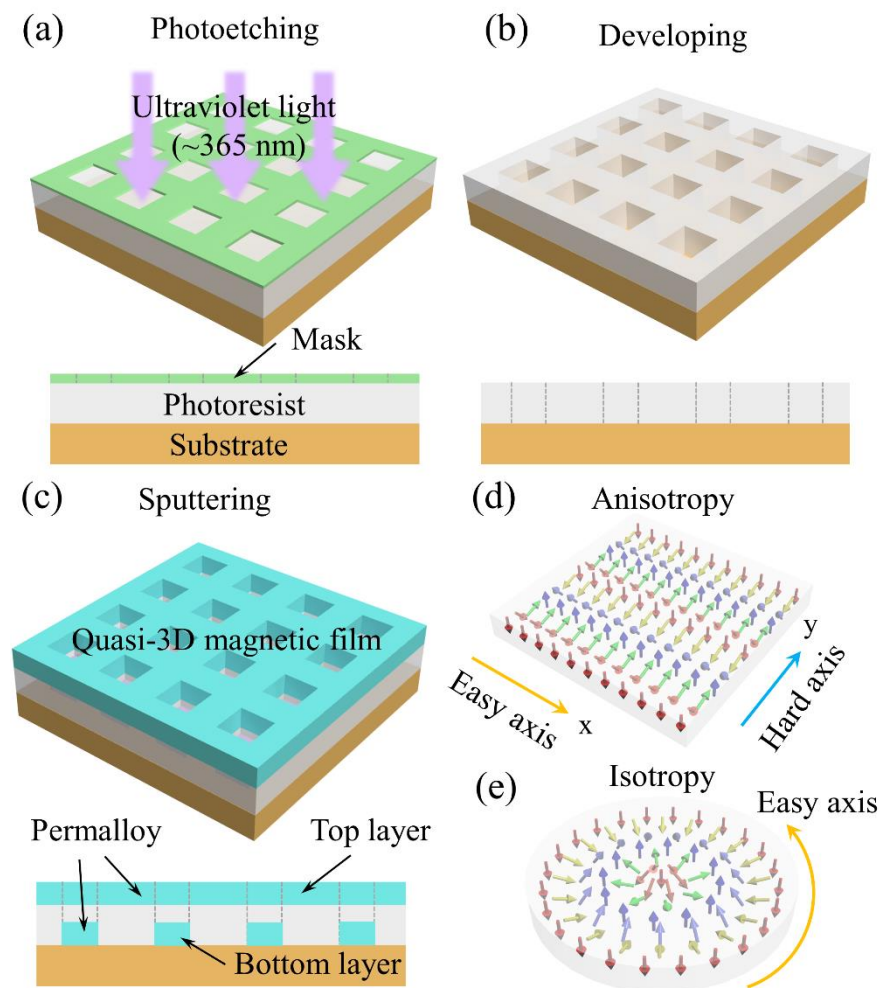 (a)
Photoetching
Ultraviolet light
(~365 nm)
Mask
Photoresist
Substrate
(b)
Developing
(c)
Sputtering
Quasi-3D magnetic film
Permalloy
Top layer
Bottom layer
(d)
Anisotropy
Easy axis
x
y
Hard axis
(e)
Isotropy
Easy axis